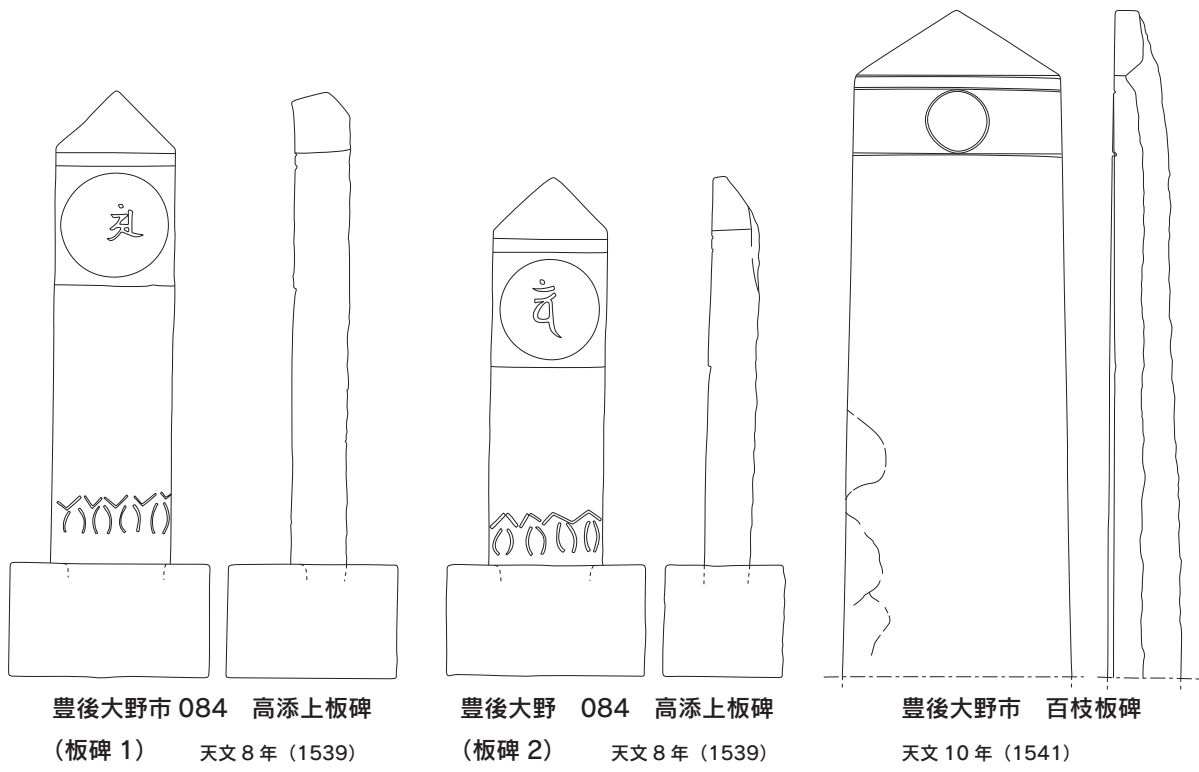 豊後大野市 084　高添上板碑
（板碑 1）　天文 8 年（1539）
豊後大野　084　高添上板碑
（板碑 2）　天文 8 年（1539）
豊後大野市　百枝板碑
天文 10 年（1541）